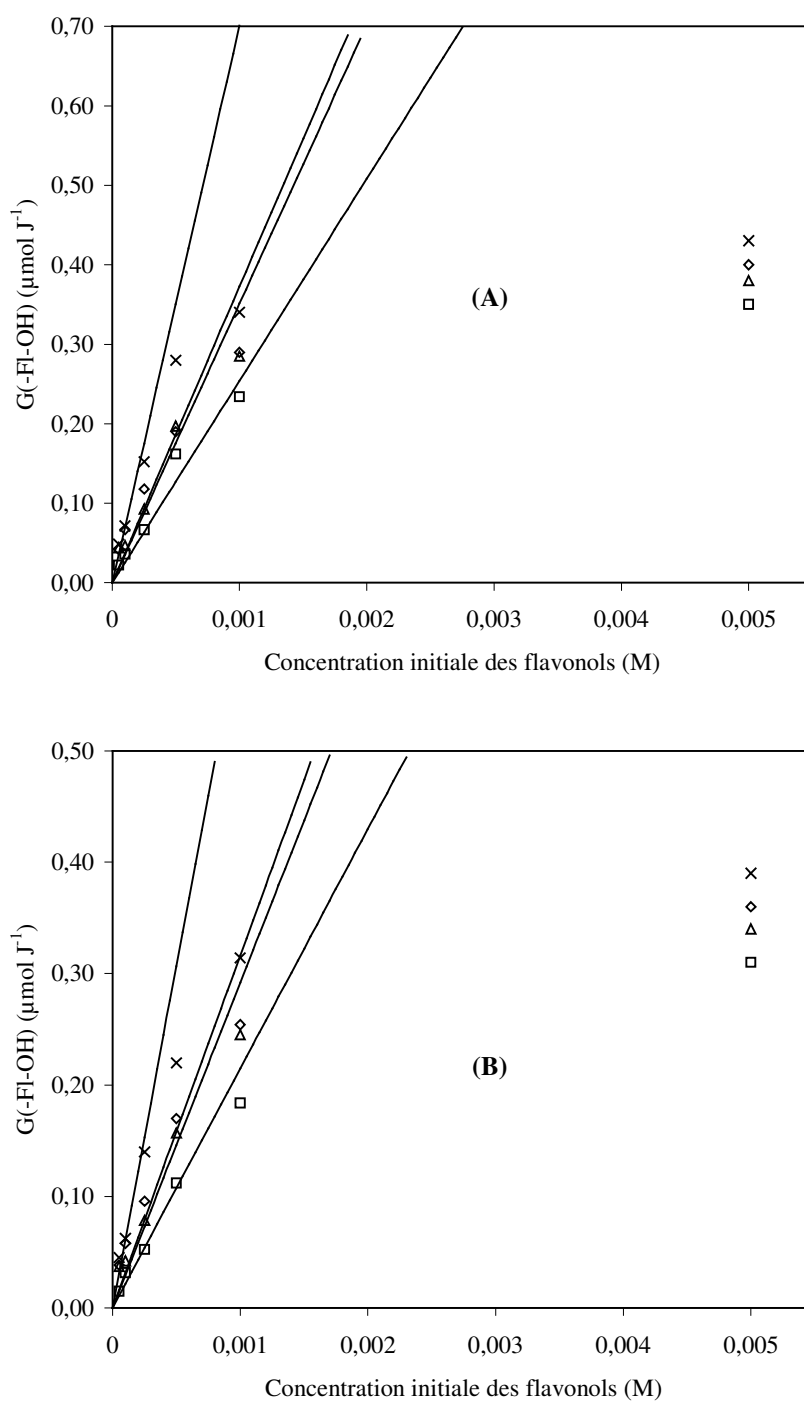 0,70
0,60
0,50
0,40
0,30
0,20
0,10
0,00
G(-Fl-OH) (µmol J-1)
(A)
0 0,001 0,002 0,003 0,004 0,005
Concentration initiale des flavonols (M)
0,50
0,40
0,30
0,20
0,10
0,00
G(-Fl-OH) (µmol J-1)
(B)
0 0,001 0,002 0,003 0,004 0,005
Concentration initiale des flavonols (M)